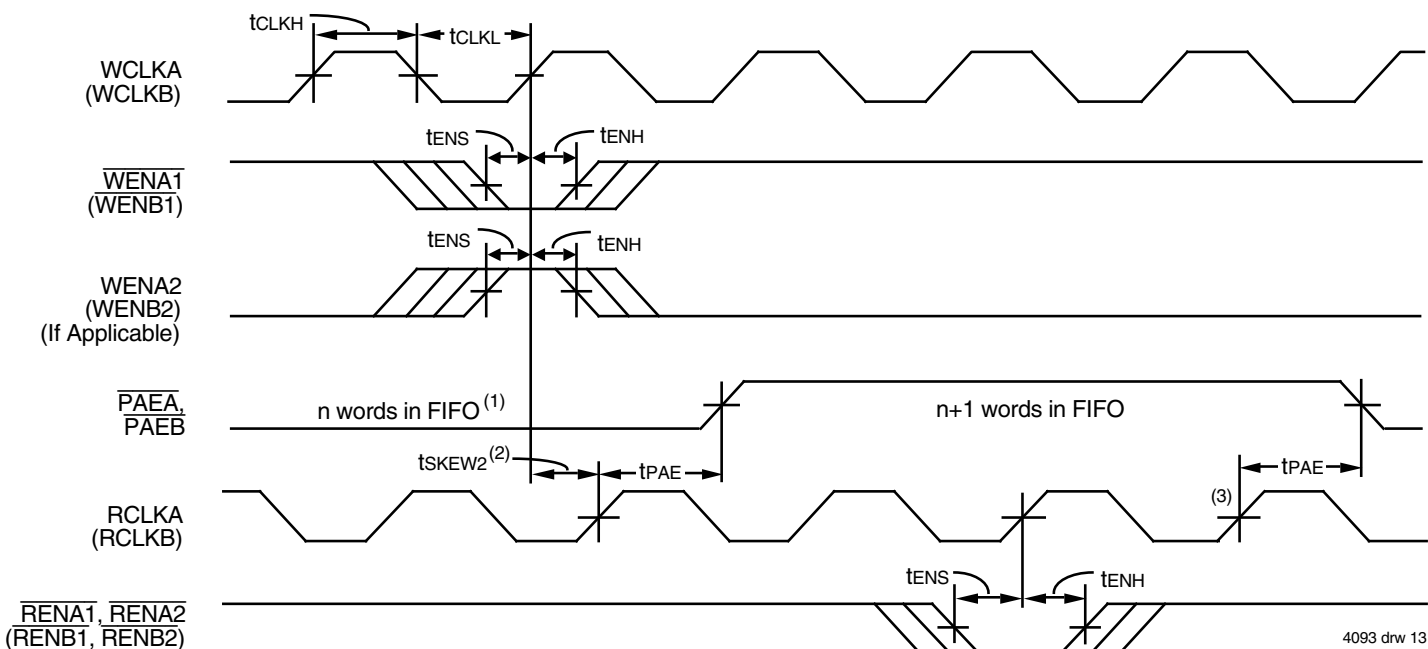 tCLKH
tCLKL
WCLKA
(WCLKB)
tENS
tENH
WENA1
(WENB1)
tENS
tENH
WENA2
(WENB2)
(If Applicable)
PAEA,
PAEB
n words in FIFO (1)
n+1 words in FIFO
tSKEW2 (2)
tPAE
tPAE
RCLKA
(RCLKB)
(3)
tENS
tENH
RENA1, RENA2
(RENB1, RENB2)
4093 drw 13